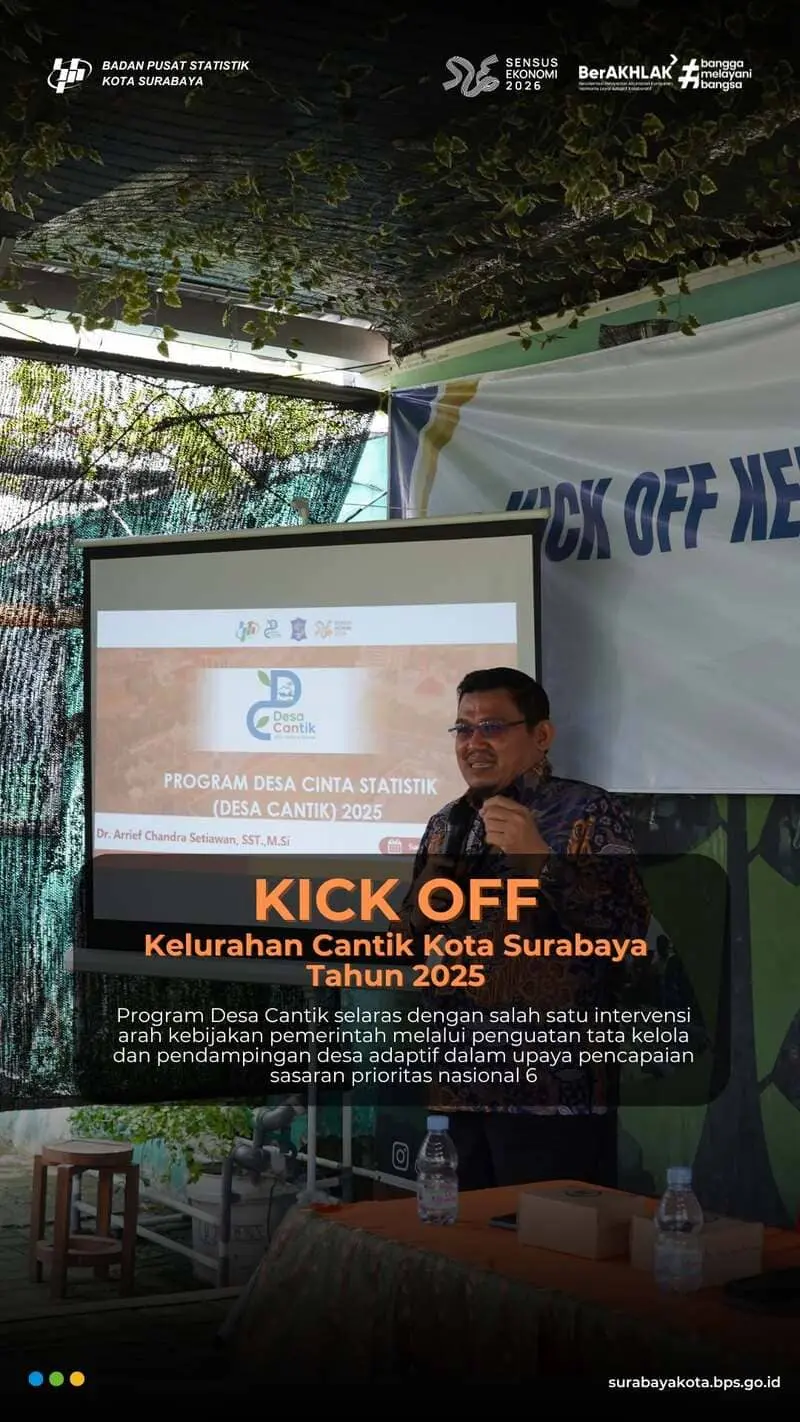 BADAN PUSAT STATISTIK
KOTA SURABAYA
SENSUS
EKONOMI
2026
BerAKHLAK
#bangga
melayani
bangsa
KICK OFF
Desa
Cantik
PROGRAM DESA CINTA STATISTIK
(DESA CANTIK) 2025
Dr. Arrief Chandra Setiawan, SST.,M.Si
KICK OFF
Kelurahan Cantik Kota Surabaya
Tahun 2025
Program Desa Cantik selaras dengan salah satu intervensi
arah kebijakan pemerintah melalui penguatan tata kelola
dan pendampingan desa adaptif dalam upaya pencapaian
sasaran prioritas nasional 6
surabayakota.bps.go.id